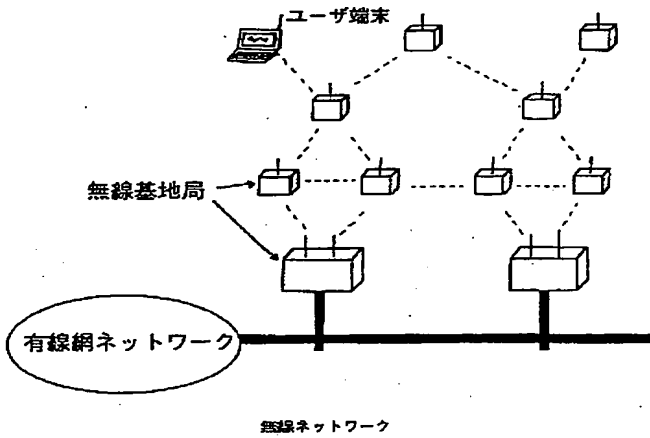 ユーザ端末
無線基地局
有線網ネットワーク
無線ネットワーク